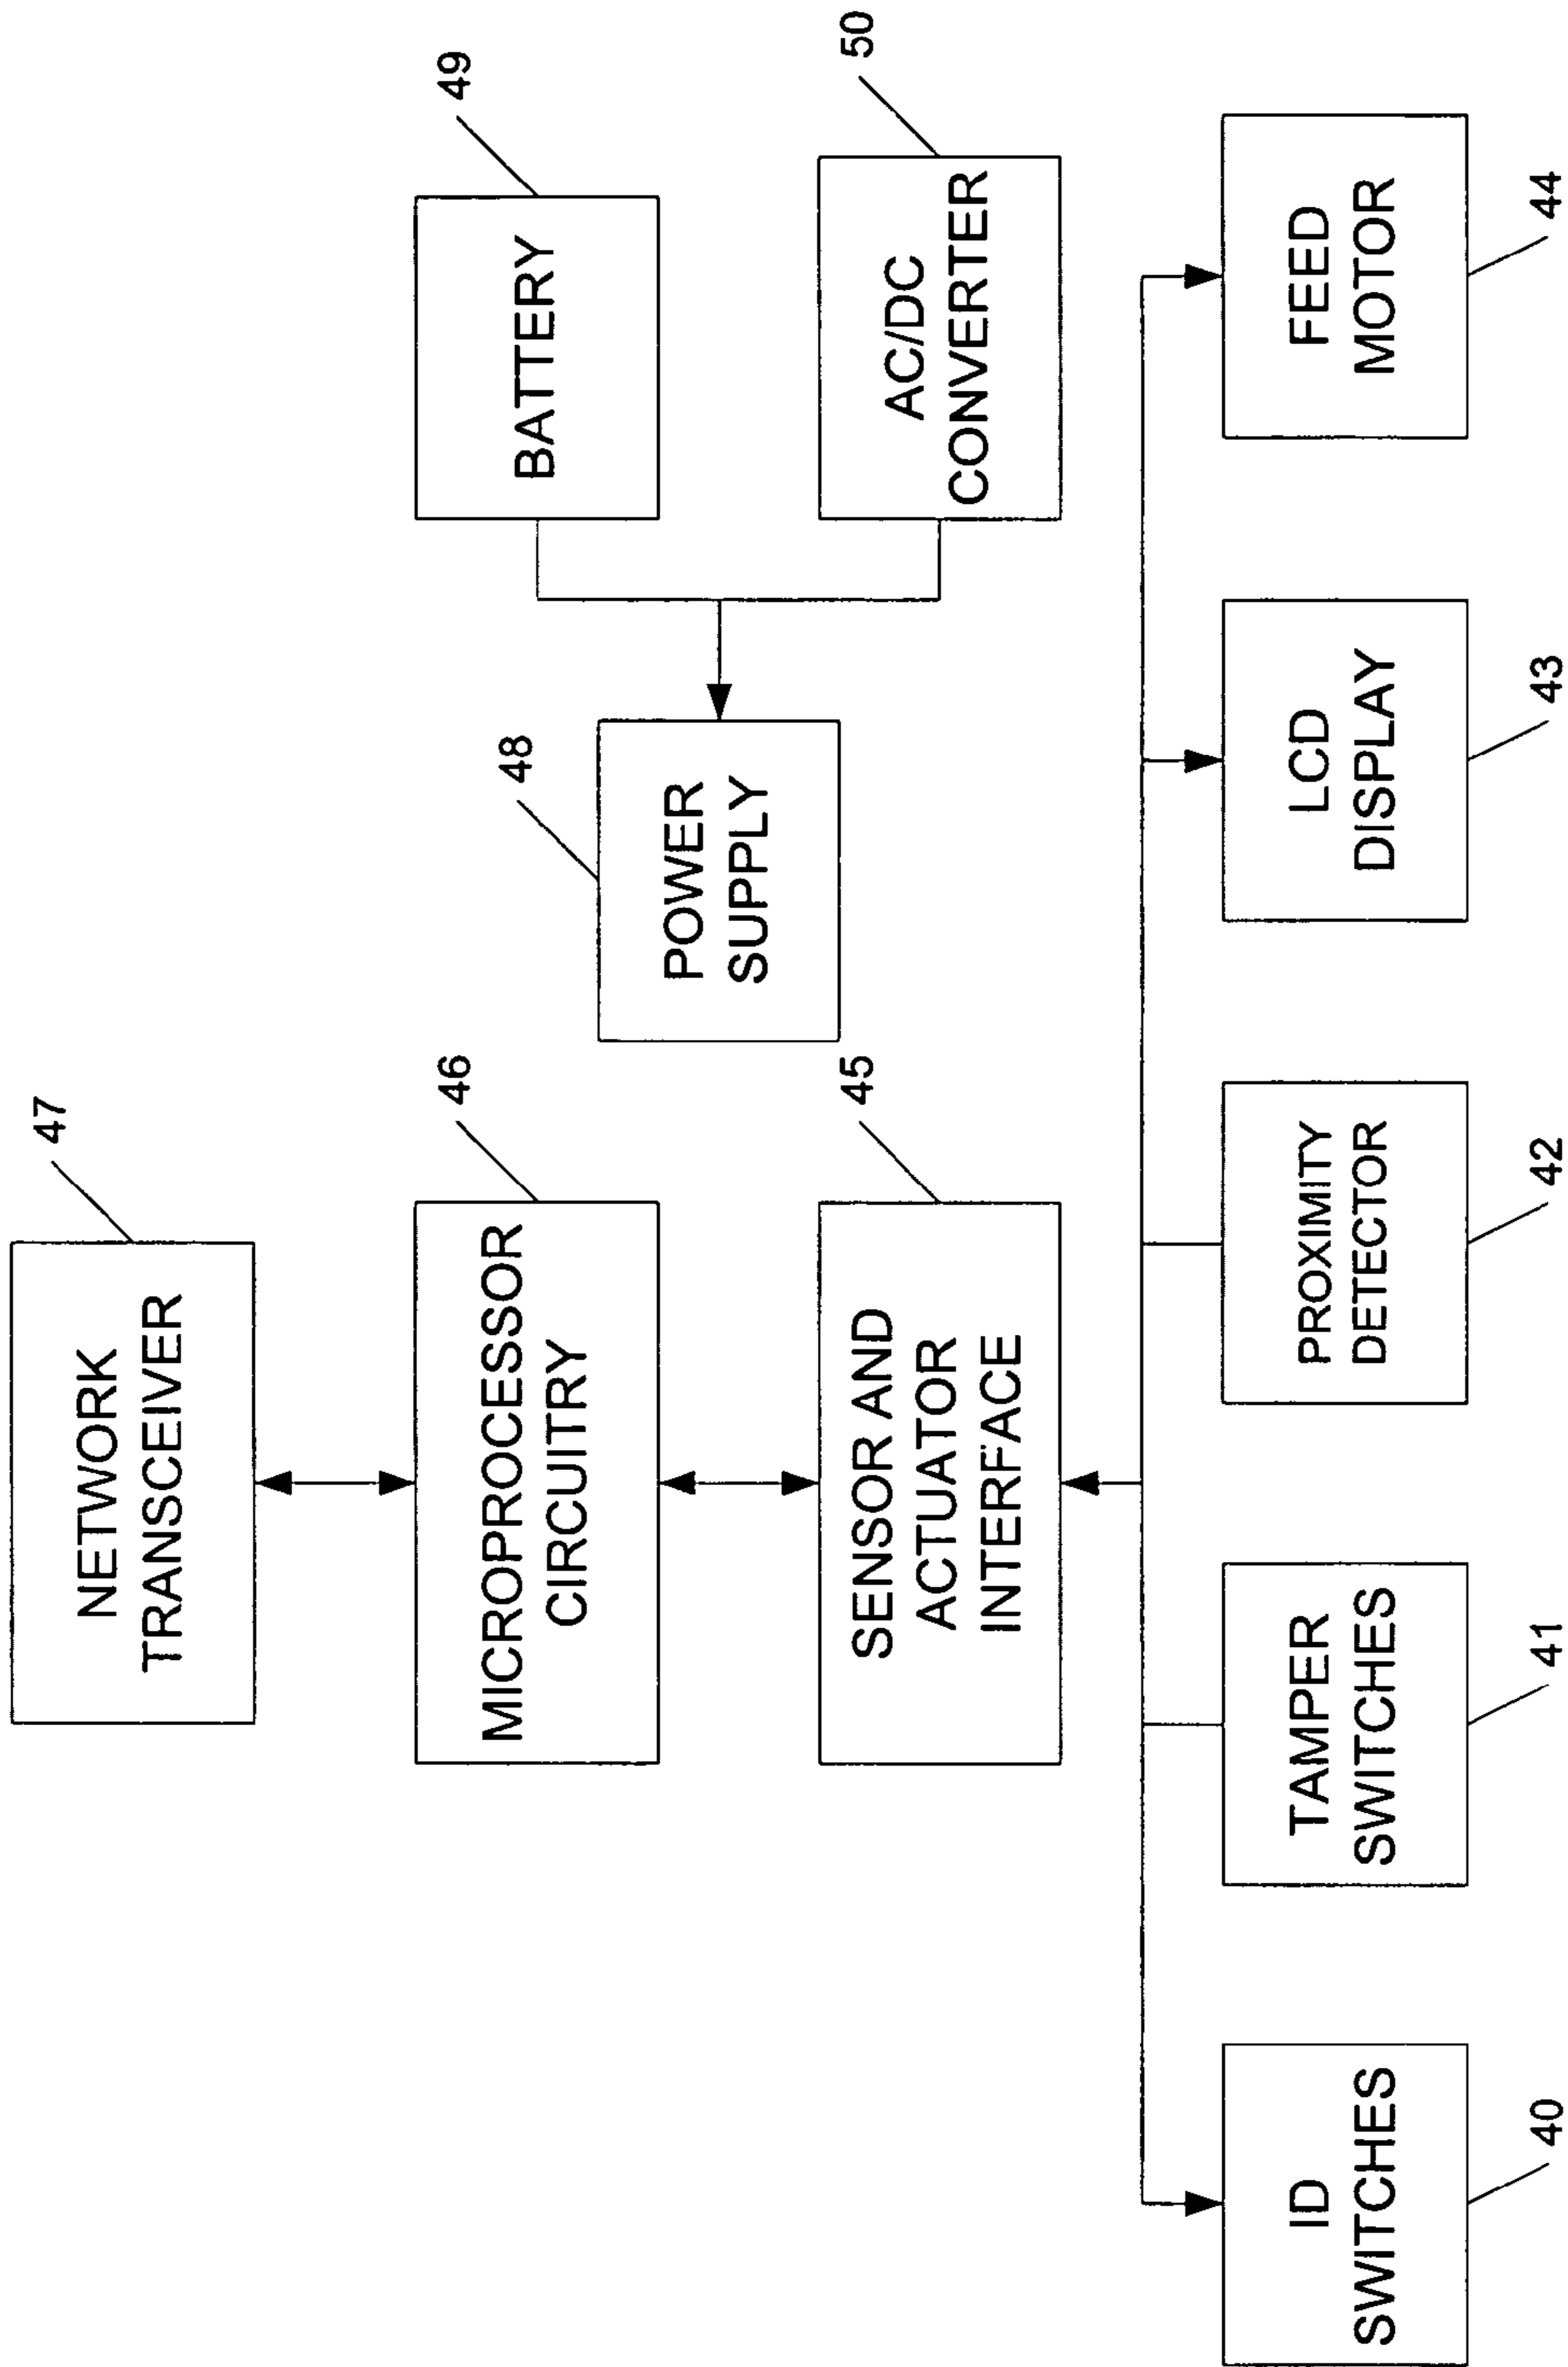 47
NETWORK
TRANSCEIVER
46
MICROPROCESSOR
CIRCUITRY
49
BATTERY
48
POWER
SUPPLY
45
SENSOR AND
ACTUATOR
INTERFACE
50
AC/DC
CONVERTER
ID
SWITCHES
40
TAMPER
SWITCHES
41
PROXIMITY
DETECTOR
42
LCD
DISPLAY
43
FEED
MOTOR
44